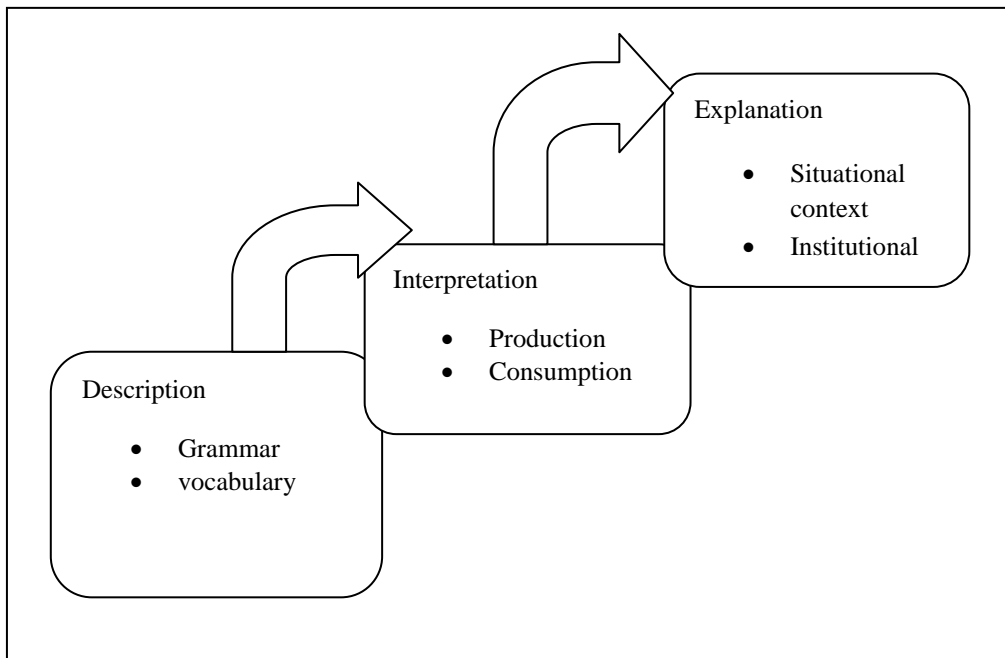 Description
• Grammar
• vocabulary
Interpretation
• Production
• Consumption
Explanation
• Situational
context
• Institutional